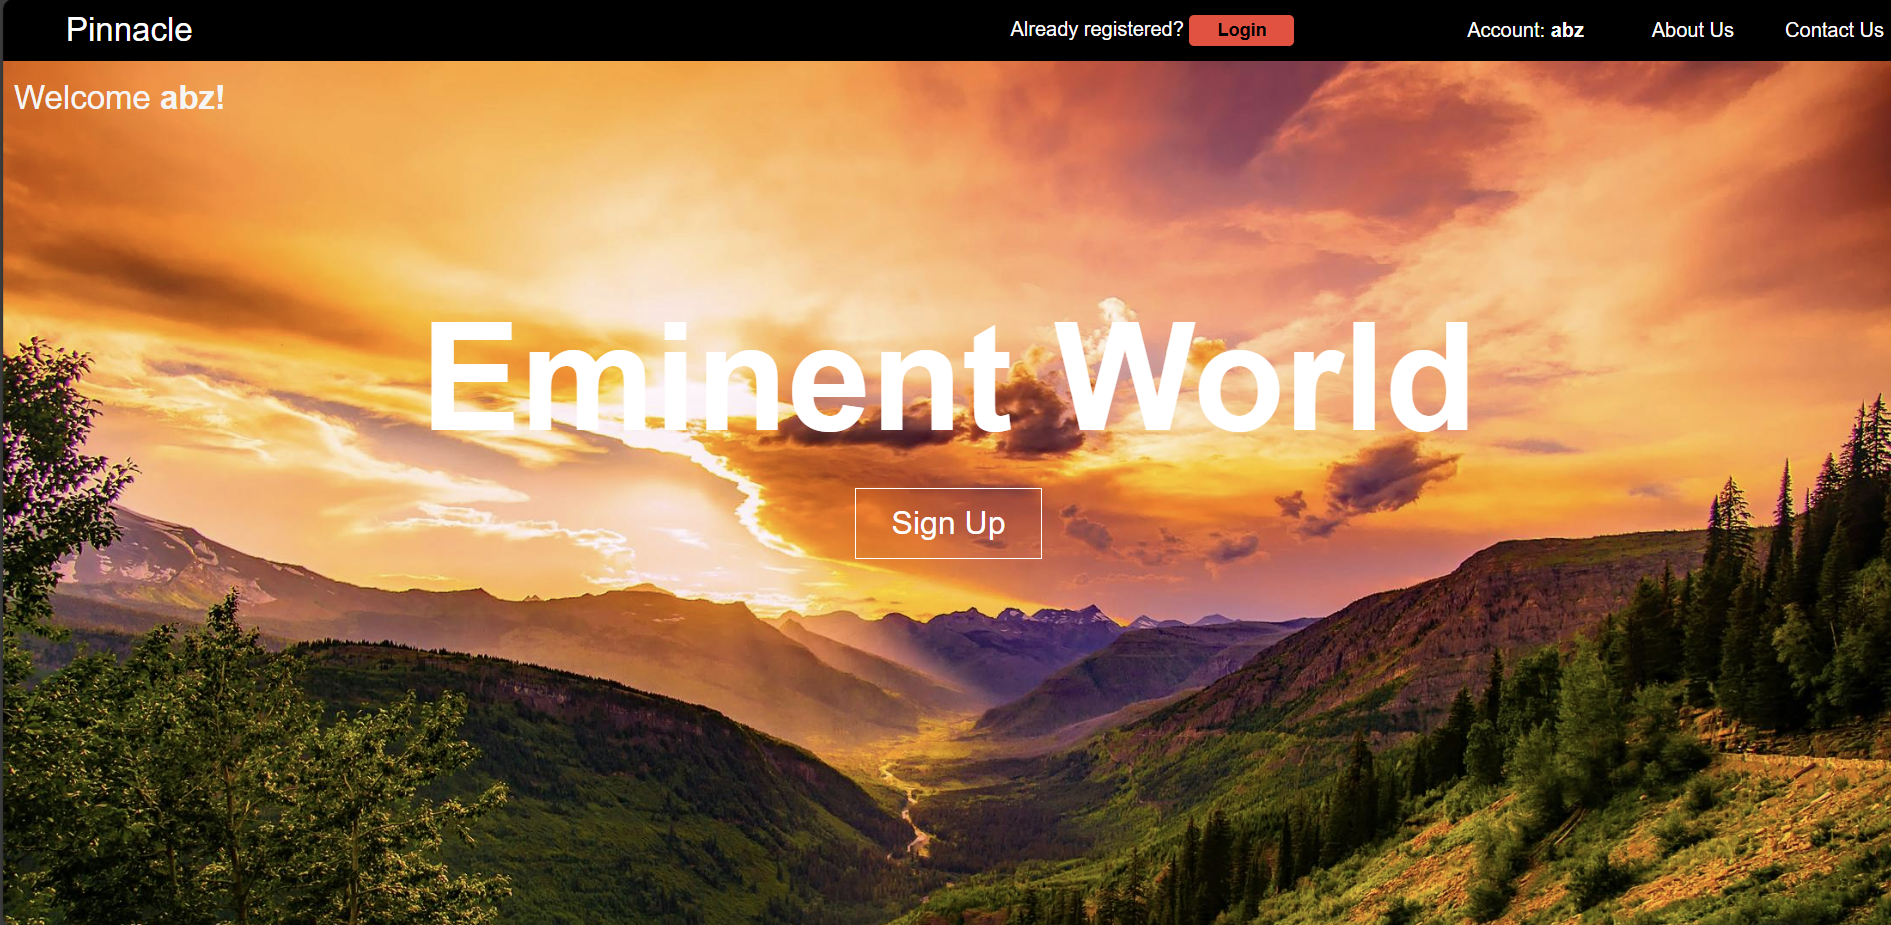 Pinnacle
Already registered? Login
Account: abz
About Us
Contact Us
Welcome abz!
Eminent World
Sign Up